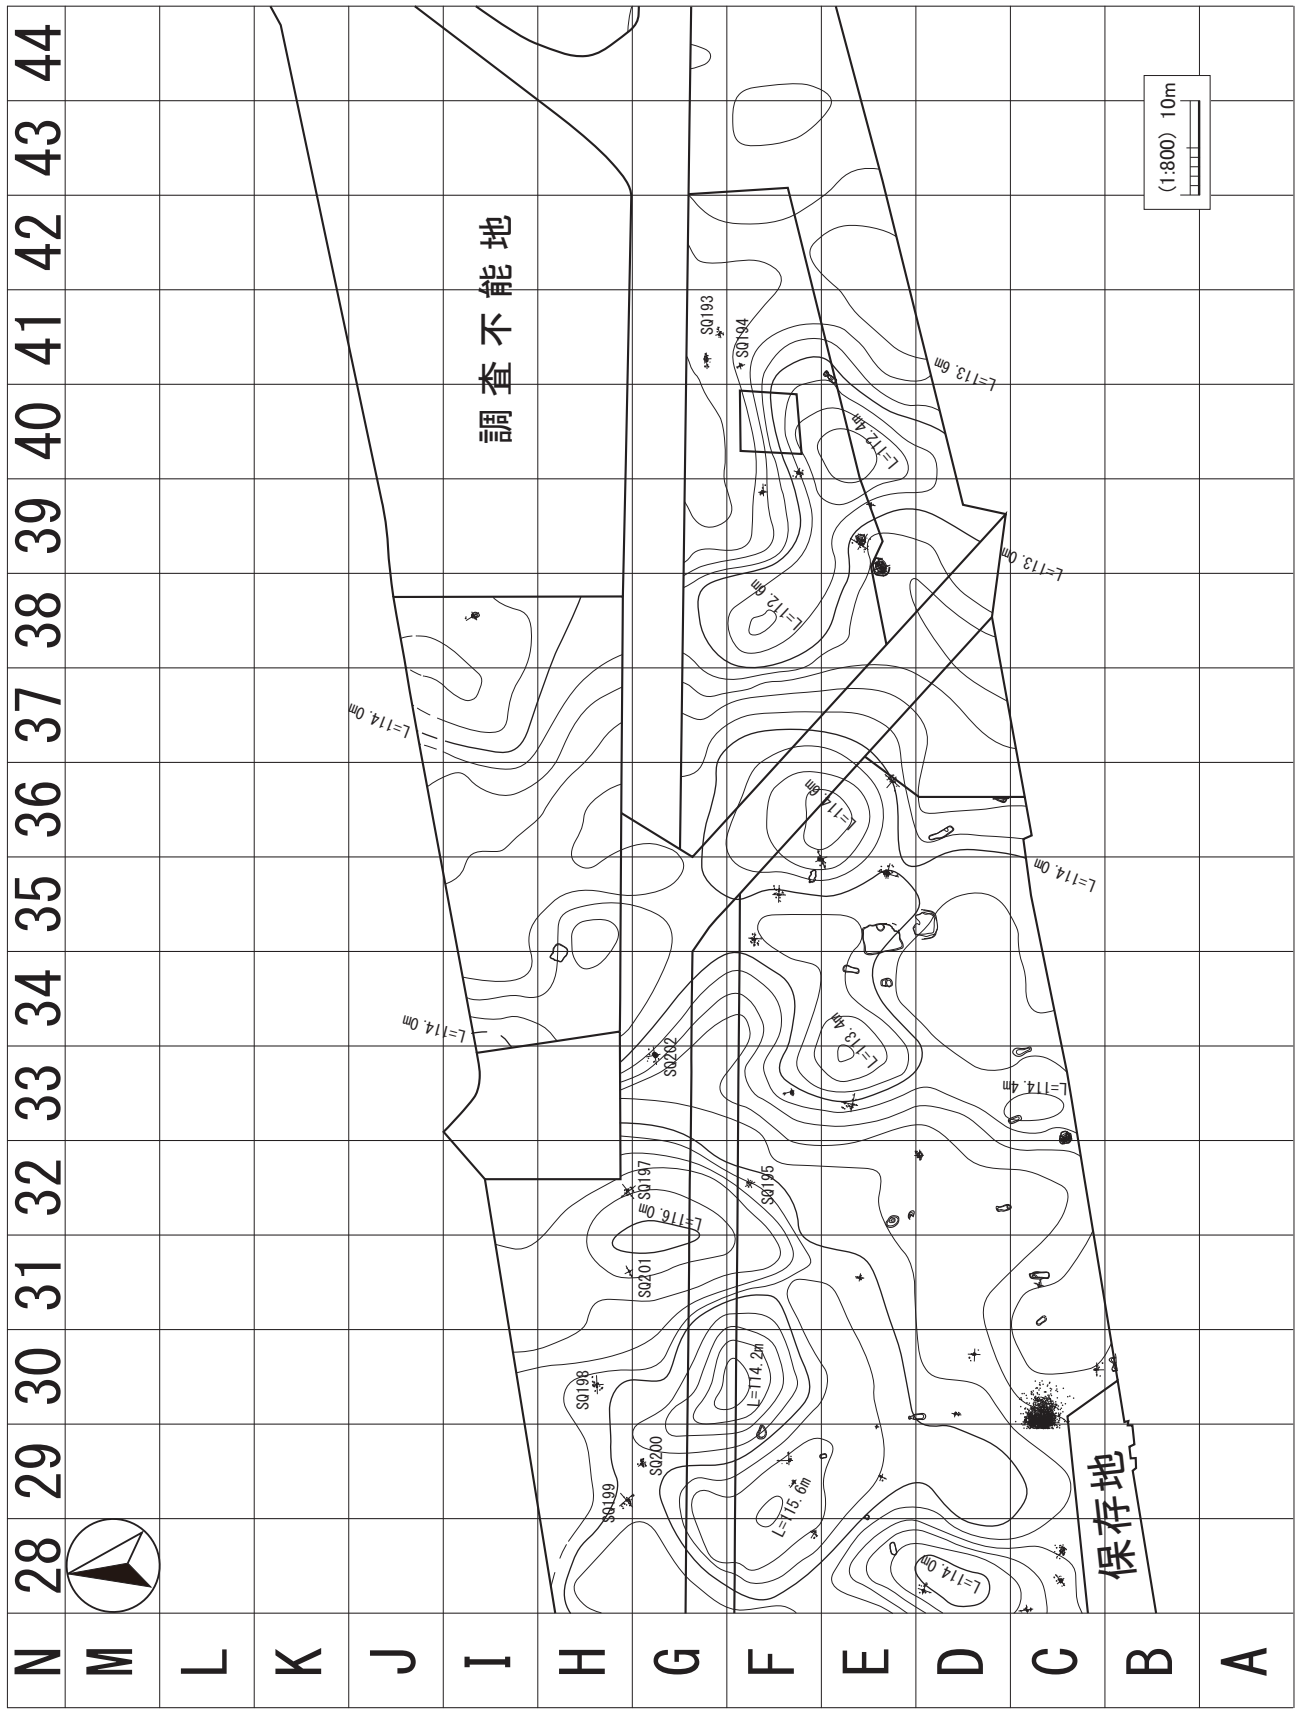 44
43
42
41
40
39
38
37
36
35
34
33
32
31
30
29
28
N
M
L
K
J
I
H
G
F
E
D
C
B
A
調査不能地
保存地
(1:800) 10m
SQ193
SQ194
L=113.6m
L=112.4m
L=113.0m
L=112.6m
L=114.0m
L=114.6m
L=114.0m
L=114.0m
L=113.4m
SQ202
L=114.4m
SQ197
SQ195
L=116.0m
SQ201
SQ198
L=114.2m
SQ200
SQ199
L=115.6m
L=114.0m